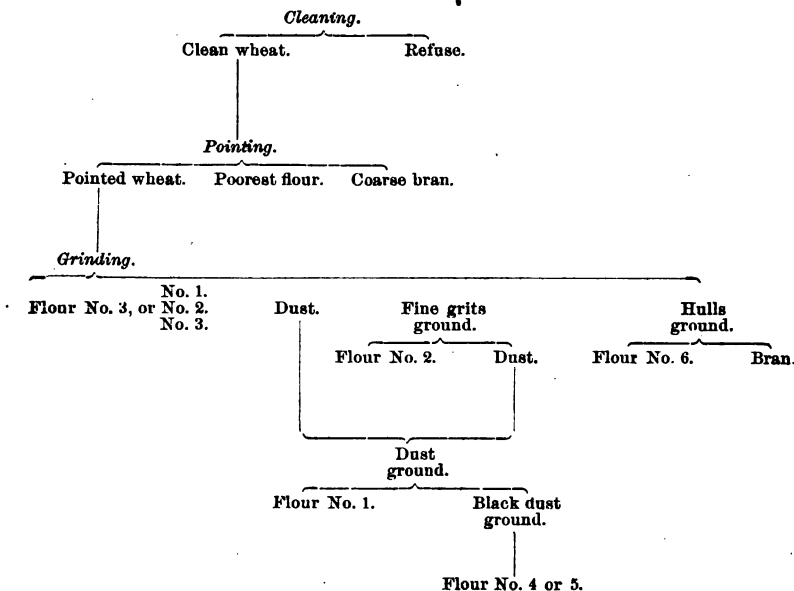 Cleaning.
Clean wheat. Refuse.
Pointing.
Pointed wheat. Poorest flour. Coarse bran.
Grinding.
No. 1.
Flour No. 3, or No. 2.
No. 3.
Dust.
Fine grits
ground.
Hulls
ground.
Flour No. 2. Dust.
Flour No. 6. Bran.
Dust
ground.
Flour No. 1.
Black dust
ground.
Flour No. 4 or 5.